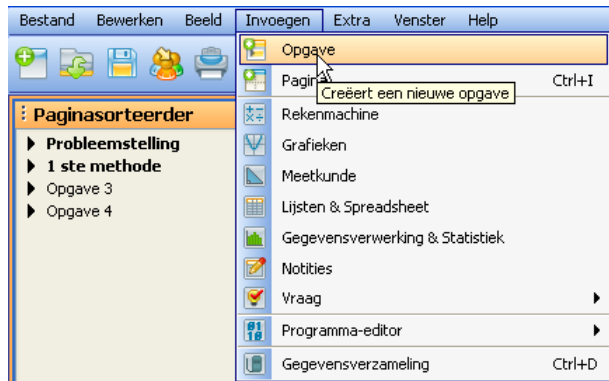 Bestand Bewerken Beeld Invoegen Extra Venster Help
Opgave
Pagina Ctrl+I
Creëert een nieuwe opgave
Rekenmachine
Grafieken
Meetkunde
Lijsten & Spreadsheet
Gegevensverwerking & Statistiek
Notities
Vraag
Programma-editor
Gegevensverzameling Ctrl+D
Paginasorteerder
Probleemstelling
1 ste methode
Opgave 3
Opgave 4